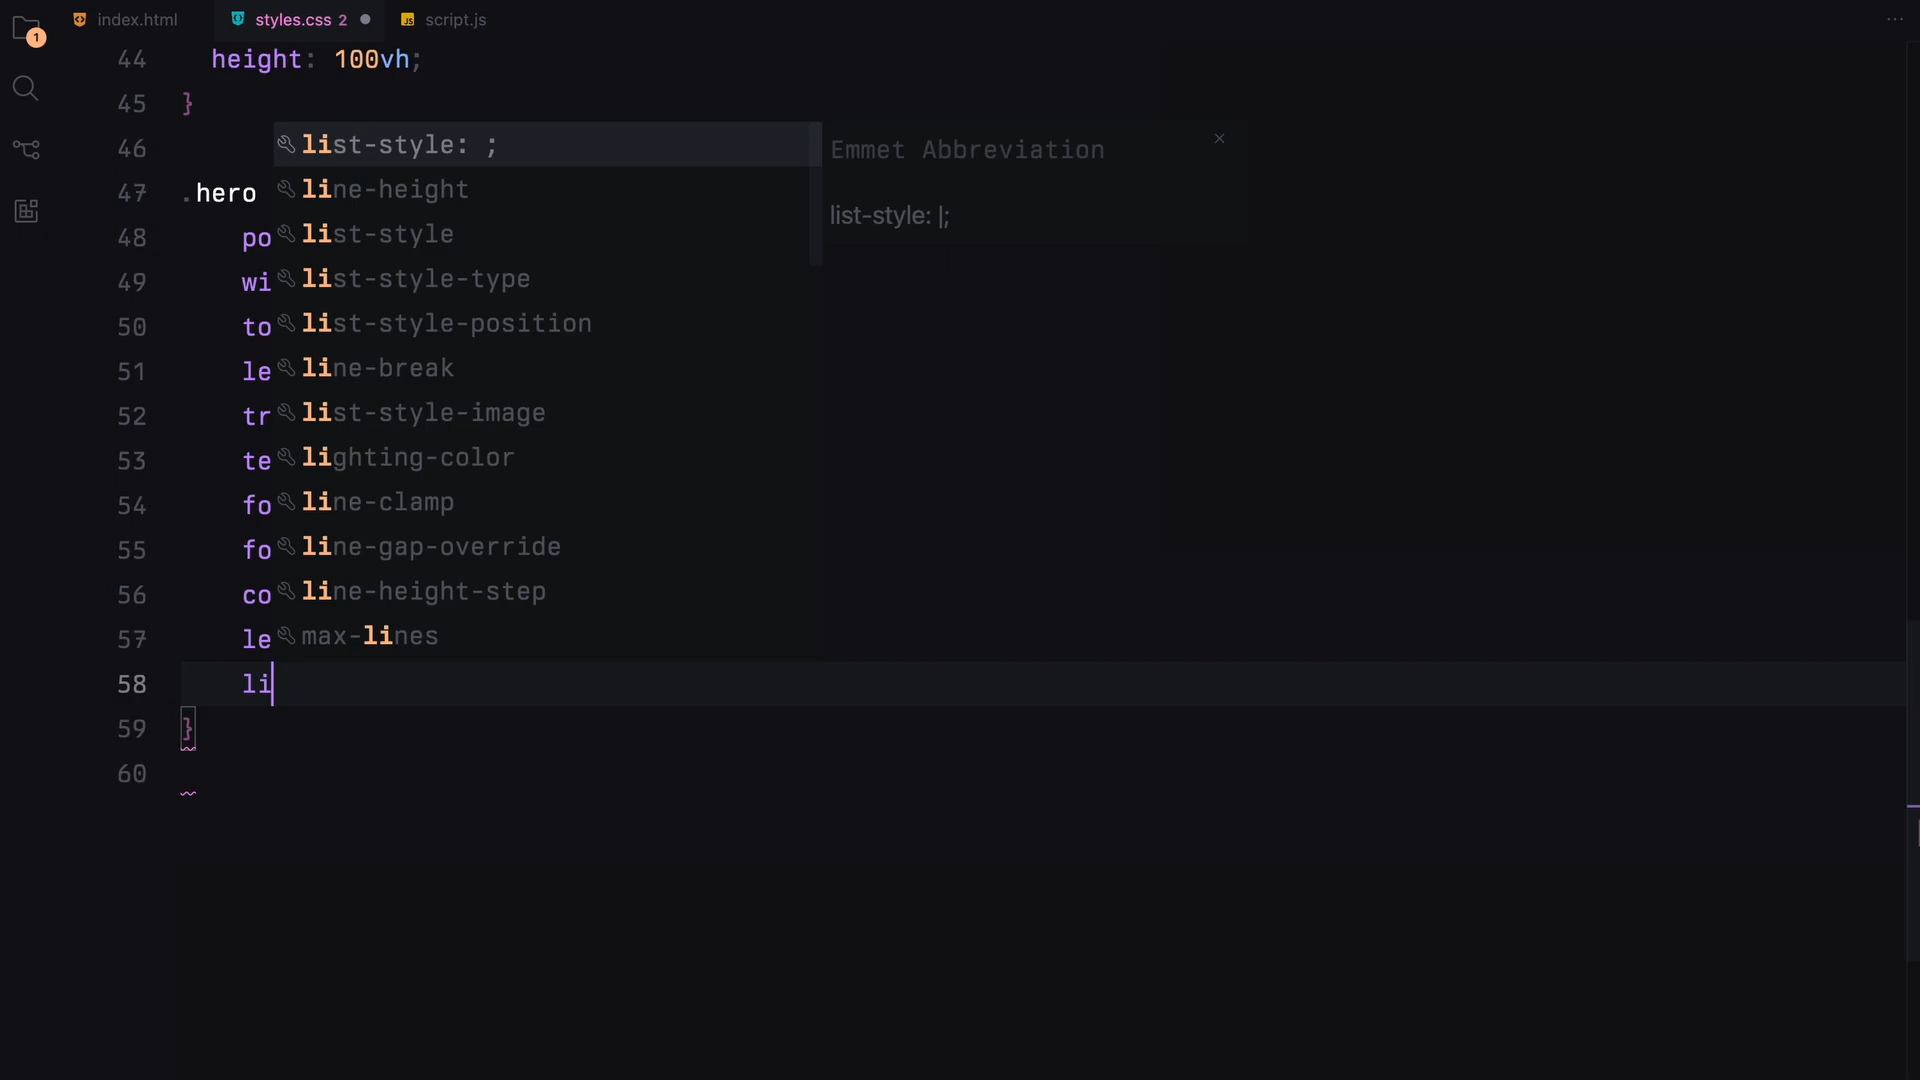 1
index.html
styles.css 2
script.js
44 height: 100vh;
45 }
46
47 .hero
48 po
49 wi
50 to
51 le
52 tr
53 te
54 fo
55 fo
56 co
57 le
58 li
59 }
60
list-style: ;
line-height
list-style
list-style-type
list-style-position
line-break
list-style-image
lighting-color
line-clamp
line-gap-override
line-height-step
max-lines
Emmet Abbreviation
list-style: |;